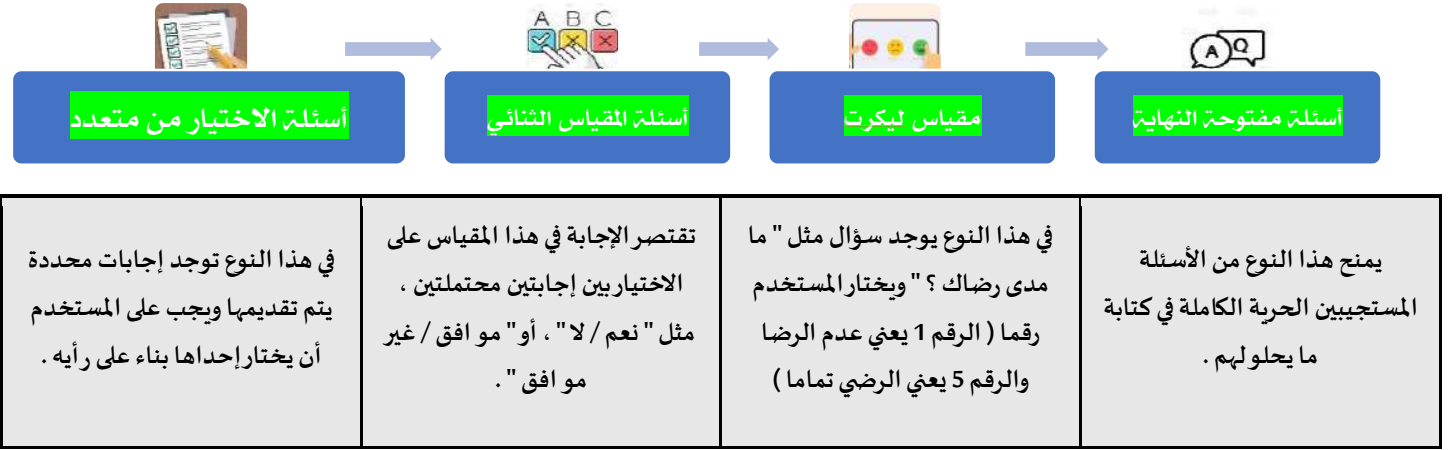 A B C
A Q
أسئلة مفتوحة النهاية
مقياس ليكرت
أسئلة المقياس الثنائي
أسئلة الاختيار من متعدد
يمنح هذا النوع من الأسئلة
المستجيبين الحرية الكاملة في كتابة
ما يحلو لهم .
في هذا النوع يوجد سؤال مثل " ما
مدى رضاك ؟ " ويختار المستخدم
رقما ( الرقم 1 يعني عدم الرضا
والرقم 5 يعني الرضي تماما )
تقتصر الإجابة في هذا المقياس على
الاختيار بين إجابتين محتملتين ،
مثل " نعم / لا " ، أو " موافق / غير
موافق " .
في هذا النوع توجد إجابات محددة
يتم تقديمها ويجب على المستخدم
أن يختار إحداها بناء على رأيه .